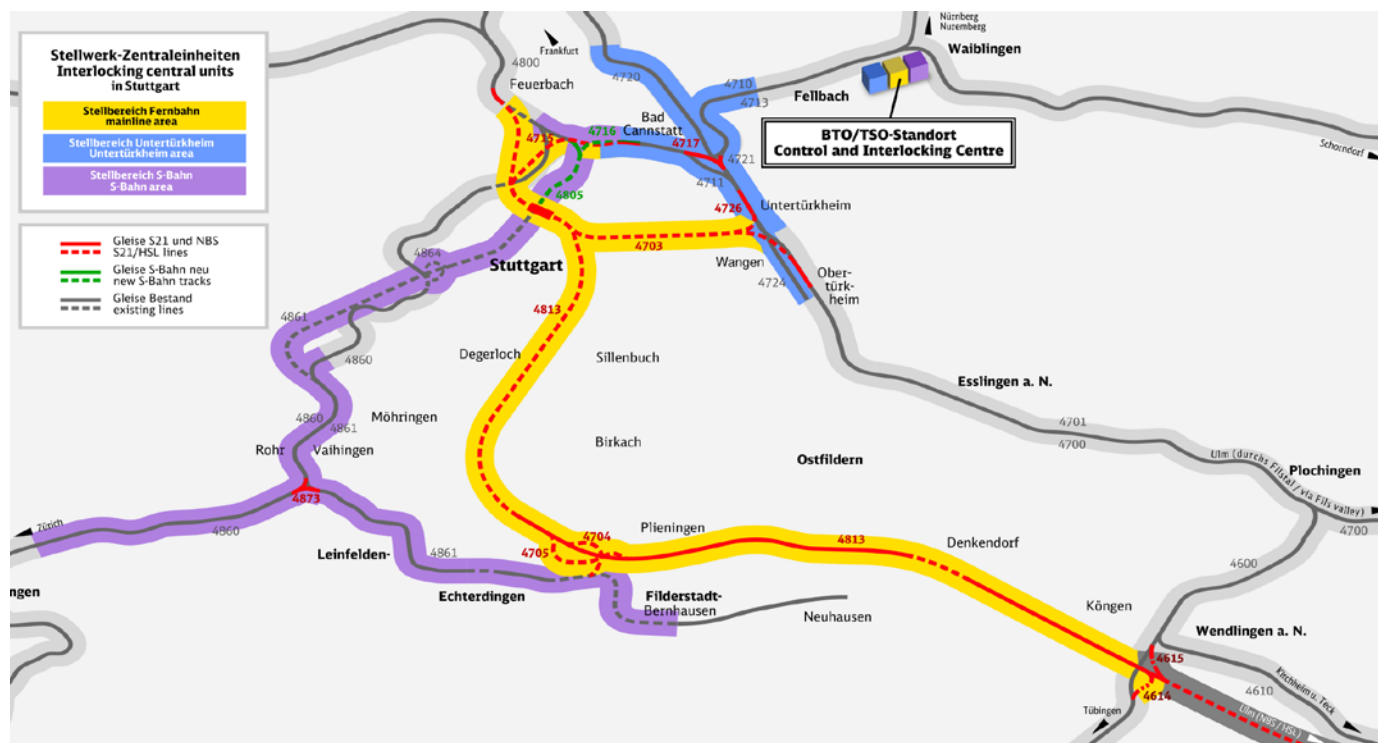 Stellwerk-Zentraleinheiten
Interlocking central units
in Stuttgart
Stellbereich Fernbahn
mainline area
Stellbereich Untertürkheim
Untertürkheim area
Stellbereich S-Bahn
S-Bahn area
Gleise S21 und NBS
S21/HSL lines
Gleise S-Bahn neu
new S-Bahn tracks
Gleise Bestand
existing lines
Nürnberg
Nuremberg
Waiblingen
Frankfurt
4800
4720
4710
4713
Fellbach
Feuerbach
Bad
Cannstatt
4715
4716
4717
BTO/TSO-Standort
Control and Interlocking Centre
Schorndorf
4721
4711
4805
4726
Untertürkheim
4703
Stuttgart
4864
Wangen
4724
Ober-
türk-
heim
4813
4861
4860
Degerloch
Sillenbuch
Esslingen a. N.
4860
4861
Möhringen
4701
4700
Rohr
Vaihingen
Birkach
Ostfildern
Ulm (durchs Filstal / via Fils valley)
Plochingen
4873
4700
Zürich
4860
Plieningen
4704
4705
4813
Denkendorf
Leinfelden-
4861
4600
Echterdingen
Filderstadt-
Bernhausen
Neuhausen
ngen
Köngen
Wendlingen a. N.
4615
4614
Kirchheim u. Teck
4610
Tübingen
Ulm (NBS / HSL)